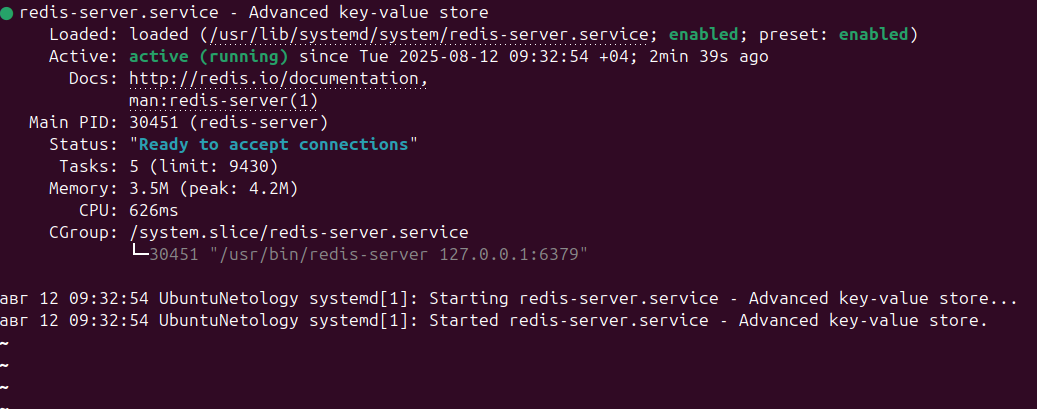 ● redis-server.service - Advanced key-value store
Loaded: loaded (/usr/lib/systemd/system/redis-server.service; enabled; preset: enabled)
Active: active (running) since Tue 2025-08-12 09:32:54 +04; 2min 39s ago
Docs: http://redis.io/documentation,
man:redis-server(1)
Main PID: 30451 (redis-server)
Status: "Ready to accept connections"
Tasks: 5 (limit: 9430)
Memory: 3.5M (peak: 4.2M)
CPU: 626ms
CGroup: /system.slice/redis-server.service
└─30451 "/usr/bin/redis-server 127.0.0.1:6379"
авг 12 09:32:54 UbuntuNetology systemd[1]: Starting redis-server.service - Advanced key-value store...
авг 12 09:32:54 UbuntuNetology systemd[1]: Started redis-server.service - Advanced key-value store.
~
~
~
~